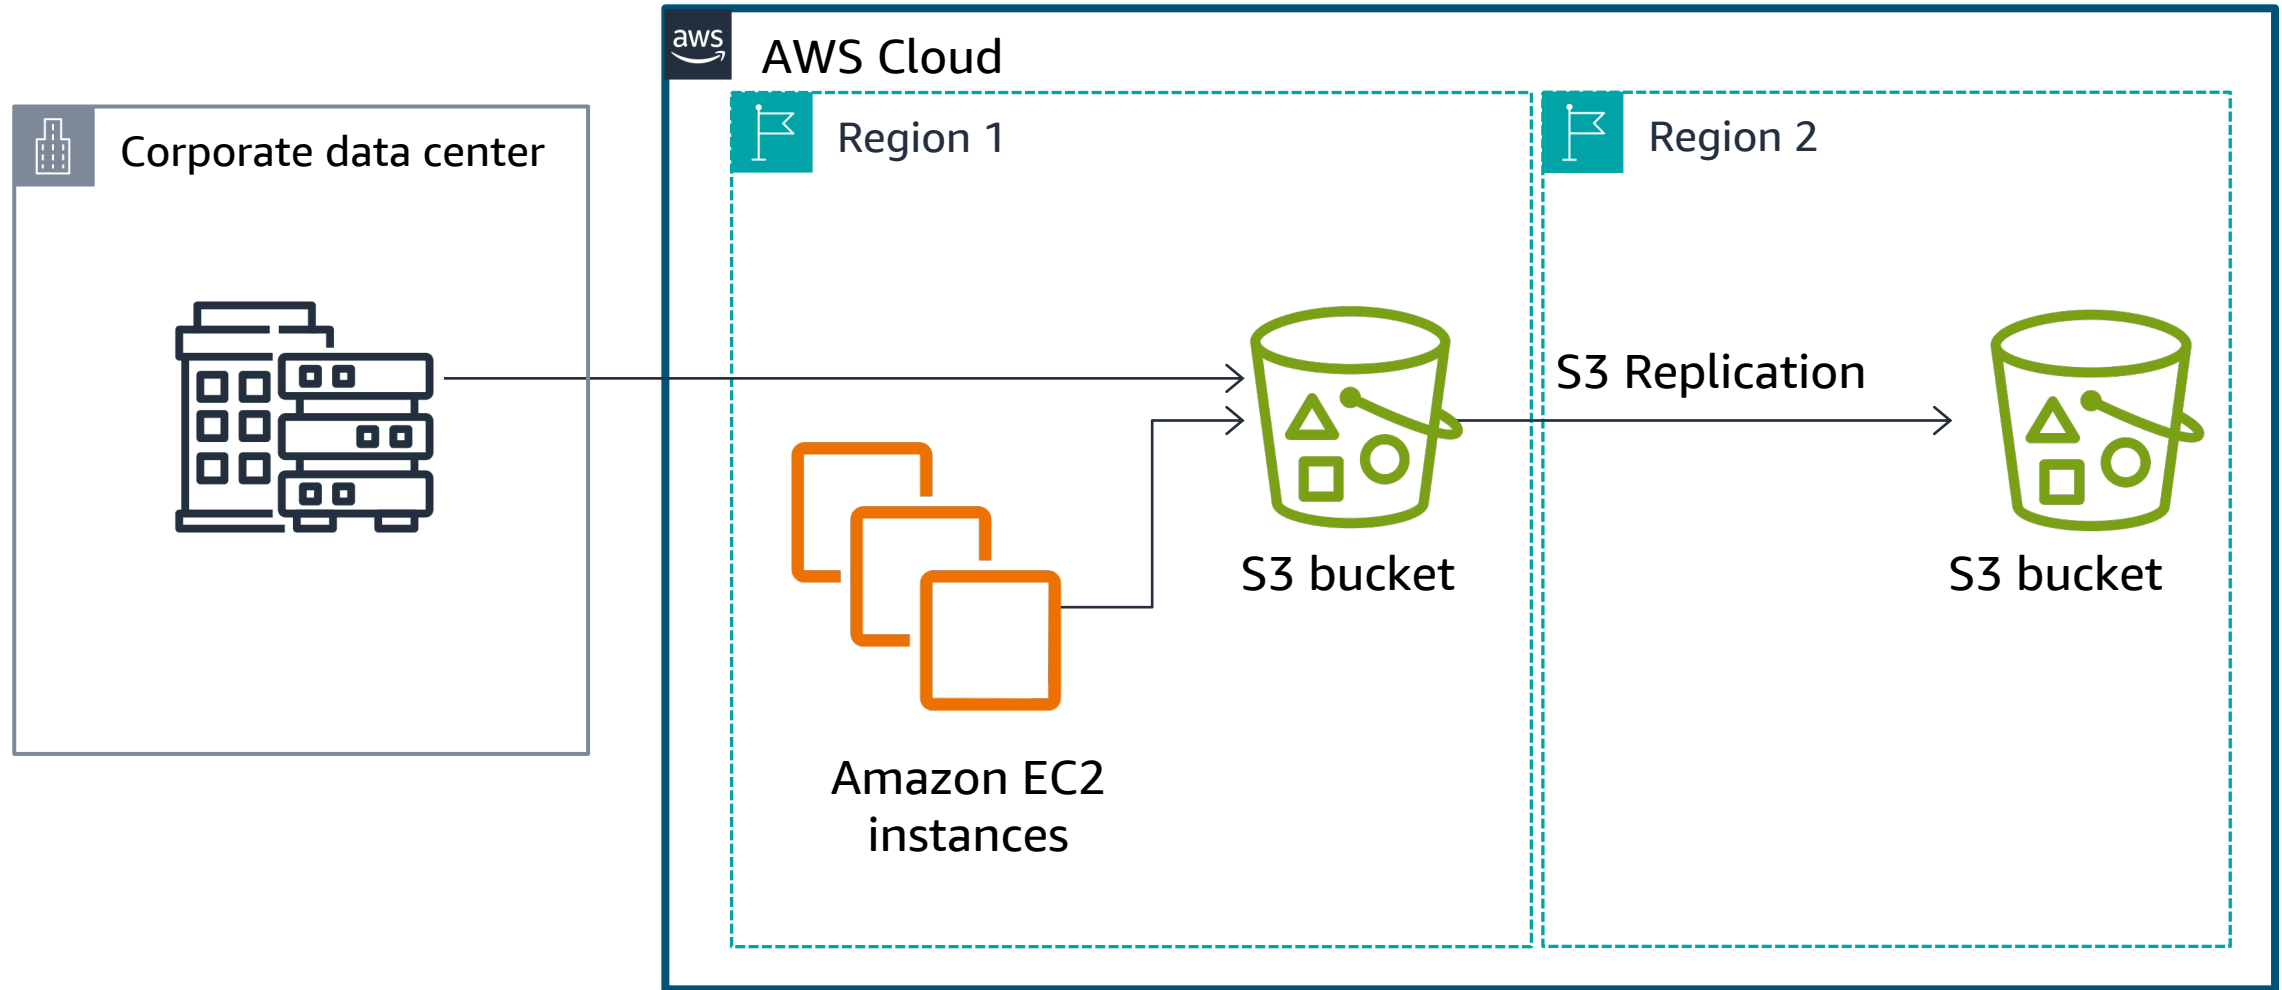 aws
AWS Cloud
Corporate data center
Region 1
Region 2
S3 Replication
S3 bucket
S3 bucket
Amazon EC2
instances